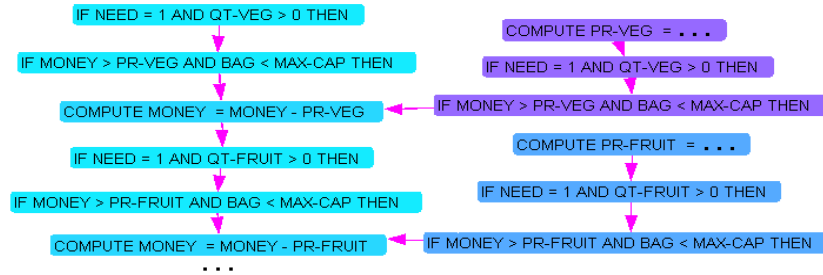 IF NEED = 1 AND QT-VEG > 0 THEN
IF MONEY > PR-VEG AND BAG < MAX-CAP THEN
COMPUTE MONEY = MONEY - PR-VEG
IF NEED = 1 AND QT-FRUIT > 0 THEN
IF MONEY > PR-FRUIT AND BAG < MAX-CAP THEN
COMPUTE MONEY = MONEY - PR-FRUIT
...
COMPUTE PR-VEG = ...
IF NEED = 1 AND QT-VEG > 0 THEN
IF MONEY > PR-VEG AND BAG < MAX-CAP THEN
COMPUTE PR-FRUIT = ...
IF NEED = 1 AND QT-FRUIT > 0 THEN
IF MONEY > PR-FRUIT AND BAG < MAX-CAP THEN